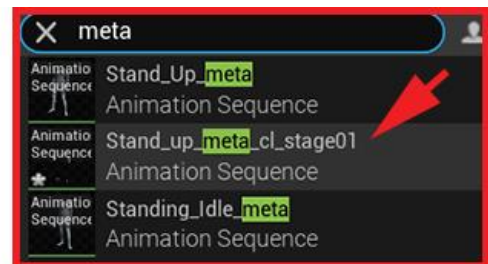 meta
Animatio
Sequence
Stand_Up_meta
Animation Sequence
Animatio
Sequence
Stand_up_meta_cl_stage01
Animation Sequence
Animatio
Sequence
Standing_Idle_meta
Animation Sequence